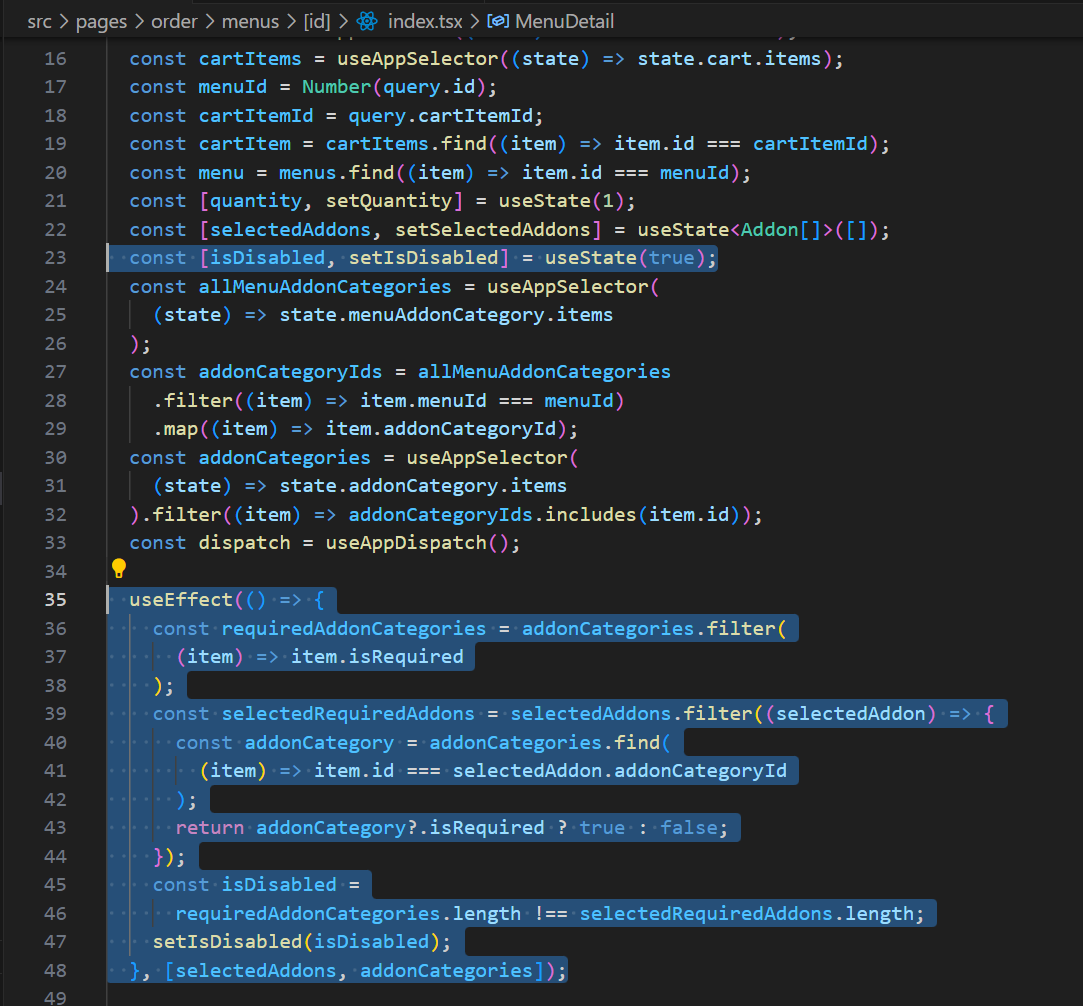 src > pages > order > menus > [id] > index.tsx > MenuDetail
16 const cartItems = useAppSelector((state) => state.cart.items);
17 const menuId = Number(query.id);
18 const cartItemId = query.cartItemId;
19 const cartItem = cartItems.find((item) => item.id === cartItemId);
20 const menu = menus.find((item) => item.id === menuId);
21 const [quantity, setQuantity] = useState(1);
22 const [selectedAddons, setSelectedAddons] = useState<Addon[]>([]);
23 const [isDisabled, setIsDisabled] = useState(true);
24 const allMenuAddonCategories = useAppSelector(
25 (state) => state.menuAddonCategory.items
26 );
27 const addonCategoryIds = allMenuAddonCategories
28 .filter((item) => item.menuId === menuId)
29 .map((item) => item.addonCategoryId);
30 const addonCategories = useAppSelector(
31 (state) => state.addonCategory.items
32 ).filter((item) => addonCategoryIds.includes(item.id));
33 const dispatch = useAppDispatch();
34
35 useEffect(() => {
36 const requiredAddonCategories = addonCategories.filter(
37 (item) => item.isRequired
38 );
39 const selectedRequiredAddons = selectedAddons.filter((selectedAddon) => {
40 const addonCategory = addonCategories.find(
41 (item) => item.id === selectedAddon.addonCategoryId
42 );
43 return addonCategory?.isRequired ? true : false;
44 });
45 const isDisabled =
46 requiredAddonCategories.length !== selectedRequiredAddons.length;
47 setIsDisabled(isDisabled);
48 }, [selectedAddons, addonCategories]);
49